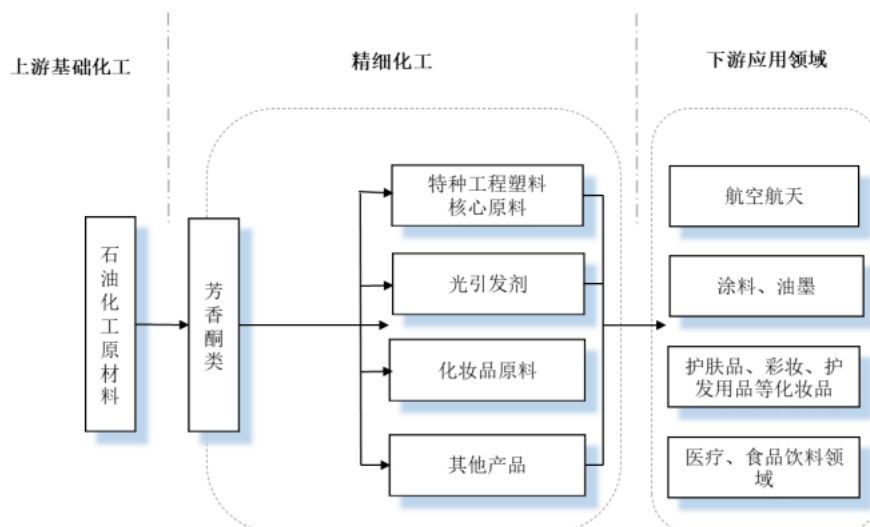 上游基础化工
精细化工
下游应用领域
石油化工原材料
芳香酮类
特种工程塑料
核心原料
光引发剂
化妆品原料
其他产品
航空航天
涂料、油墨
护肤品、彩妆、护
发用品等化妆品
医疗、食品饮料领
域